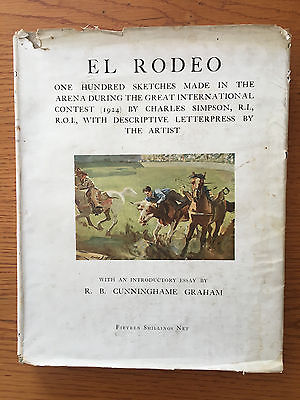 EL RODEO
ONE HUNDRED SKETCHES MADE IN THE
ARENA DURING THE GREAT INTERNATIONAL
CONTEST (1924) BY CHARLES SIMPSON, R.I.,
R.O.I., WITH DESCRIPTIVE LETTERPRESS BY
THE ARTIST
WITH AN INTRODUCTORY ESSAY BY
R. B. CUNNINGHAME GRAHAM
FIFTEEN SHILLINGS NET